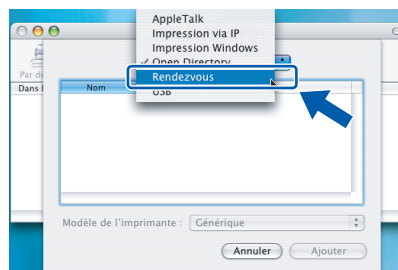 AppleTalk
Impression via IP
Impression Windows
Open Directory
Rendezvous
USB
Par dé
Dans l
Nom
Modèle de l'imprimante :
Générique
Annuler
Ajouter